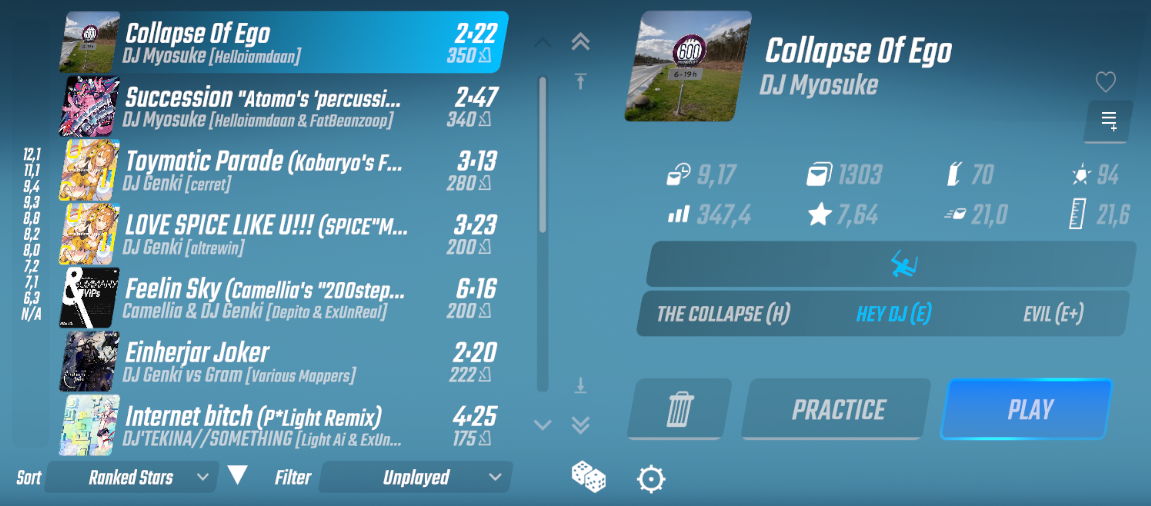 Collapse Of Ego
2:22
DJ Myosuke [Helloiamdaan]
350
Succession "Atomo's 'percussi...
2:47
DJ Myosuke [Helloiamdaan & FatBeanzoop]
340
Toymatic Parade (Kobaryo's F...
3:13
DJ Genki [cerret]
280
LOVE SPICE LIKE U!!! (SPICE"M...
3:23
DJ Genki [altrewin]
200
Feelin Sky (Camellia's "200step...
6:16
Camellia & DJ Genki [Depito & ExUnReal]
200
Einherjar Joker
2:20
DJ Genki vs Gram [Various Mappers]
222
Internet bitch (P*Light Remix)
4:25
DJ'TEKINA//SOMETHING [Light Ai & ExUn...
175
12,1
11,1
9,4
9,3
8,8
8,2
8,0
7,2
7,1
6,3
N/A
Sort
Ranked Stars
Filter
Unplayed
600
6-19h
Collapse Of Ego
DJ Myosuke
9,17
1303
70
94
347,4
7,64
21,0
21,6
THE COLLAPSE (H)
HEY DJ (E)
EVIL (E+)
PRACTICE
PLAY